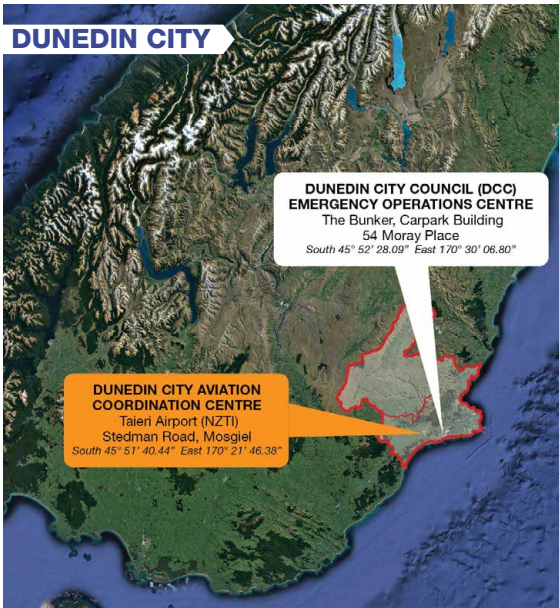 DUNEDIN CITY
DUNEDIN CITY COUNCIL (DCC)
EMERGENCY OPERATIONS CENTRE
The Bunker, Carpark Building
54 Moray Place
South 45° 52’ 28.09” East 170° 30’ 06.80”
DUNEDIN CITY AVIATION
COORDINATION CENTRE
Taieri Airport (NZTI)
Stedman Road, Mosgiel
South 45° 51’ 40.44” East 170° 21’ 46.38”